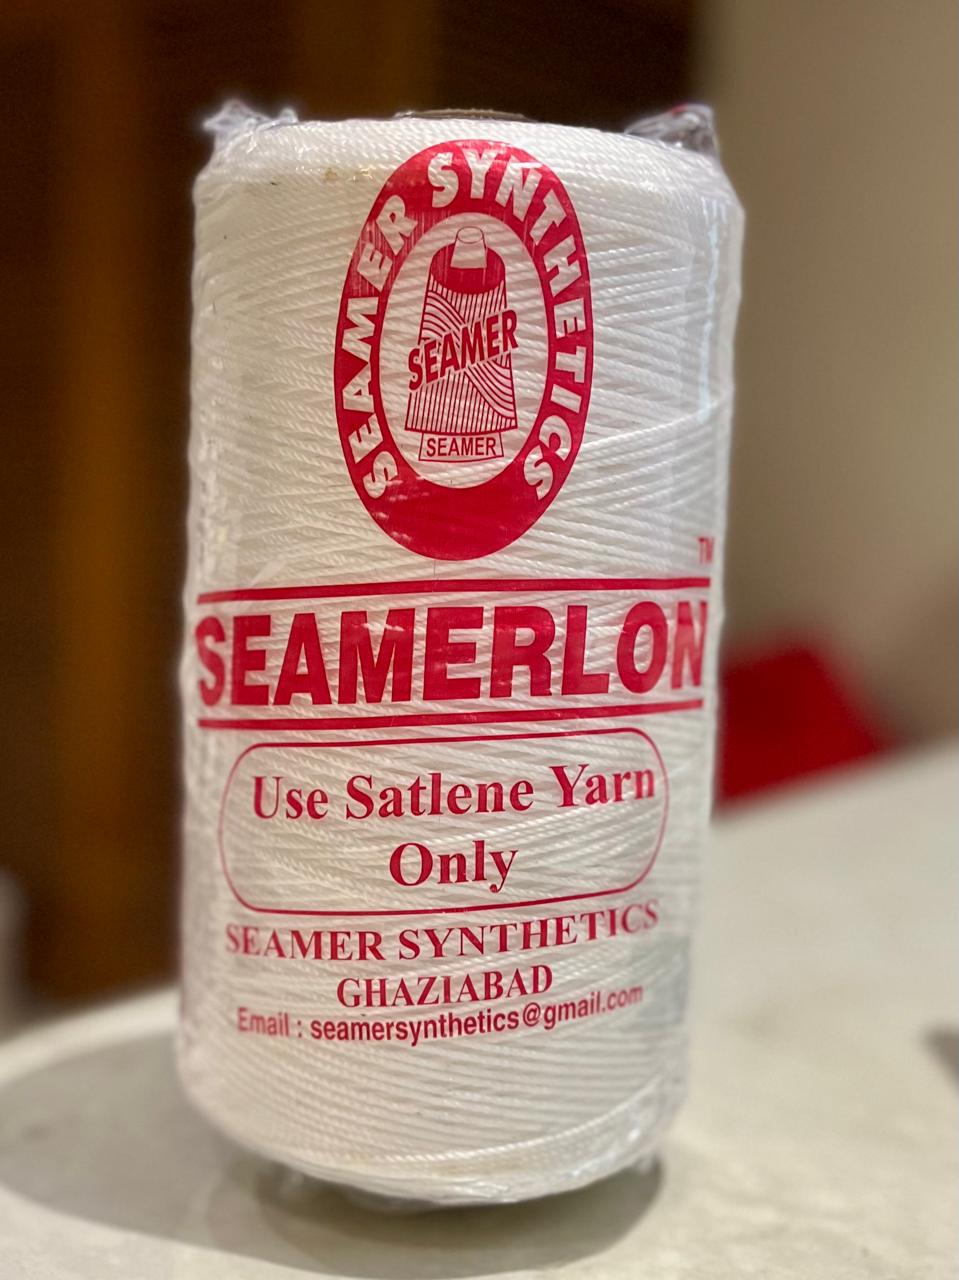 SEAMER SYNTHETICS
SEAMER
SEAMER
TM
SEAMERLON
Use Satlene Yarn
Only
SEAMER SYNTHETICS
GHAZIABAD
Email : seamersynthetics@gmail.com